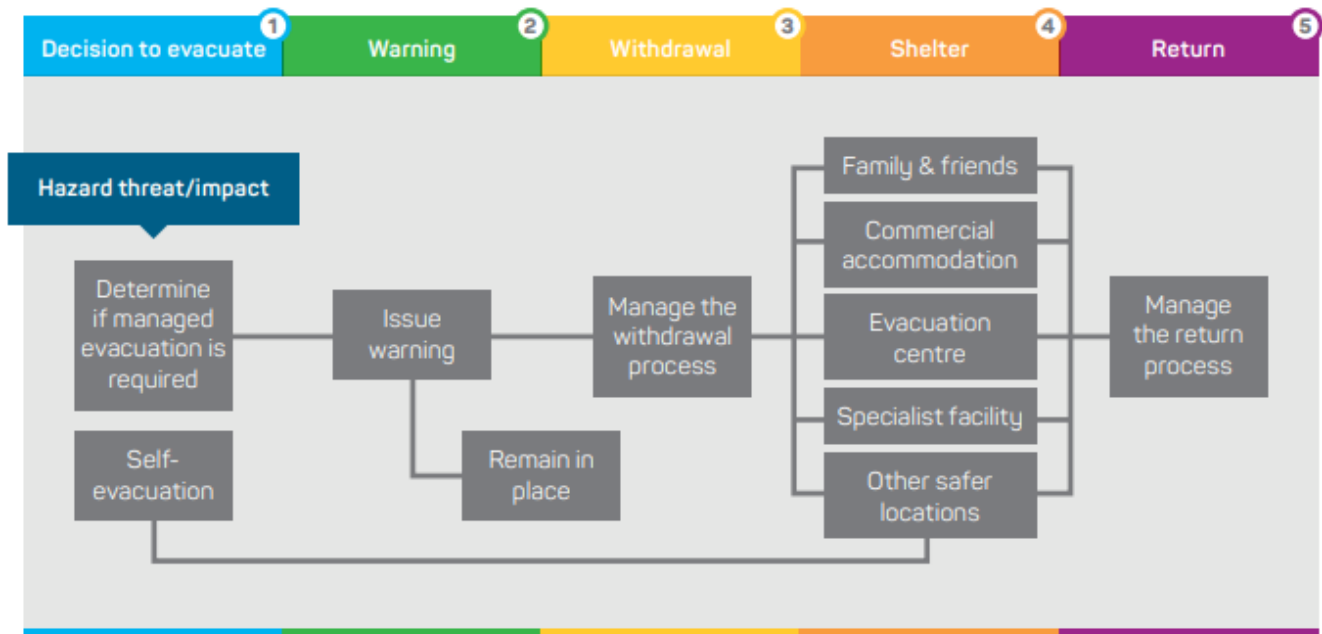 1
2
3
4
5
Decision to evacuate
Warning
Withdrawal
Shelter
Return
Hazard threat/impact
Determine
if managed
evacuation is
required
Self-
evacuation
Issue
warning
Remain in
place
Manage the
withdrawal
process
Family & friends
Commercial
accommodation
Evacuation
centre
Specialist facility
Other safer
locations
Manage
the return
process